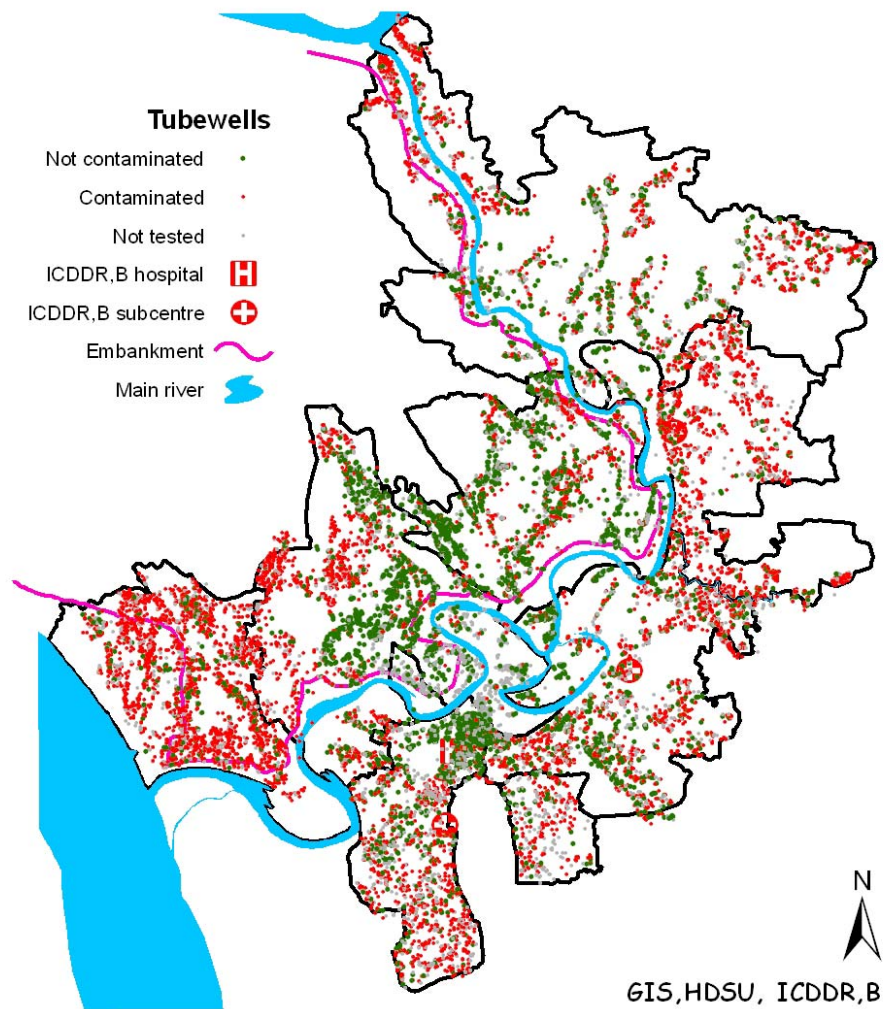 Tubewells
Not contaminated
Contaminated
Not tested
ICDDR,B hospital
H
ICDDR,B subcentre
Embankment
Main river
N
GIS,HDSU, ICDDR,B